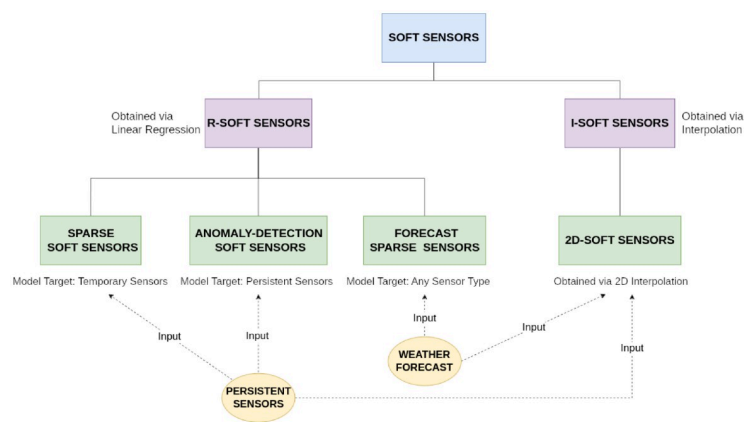 SOFT SENSORS
Obtained via
Linear Regression
R-SOFT SENSORS
I-SOFT SENSORS
Obtained via
Interpolation
SPARSE
SOFT SENSORS
ANOMALY-DETECTION
SOFT SENSORS
FORECAST
SPARSE SENSORS
2D-SOFT SENSORS
Model Target: Temporary Sensors
Model Target: Persistent Sensors
Model Target: Any Sensor Type
Obtained via 2D Interpolation
Input
Input
Input
Input
Input
WEATHER
FORECAST
PERSISTENT
SENSORS